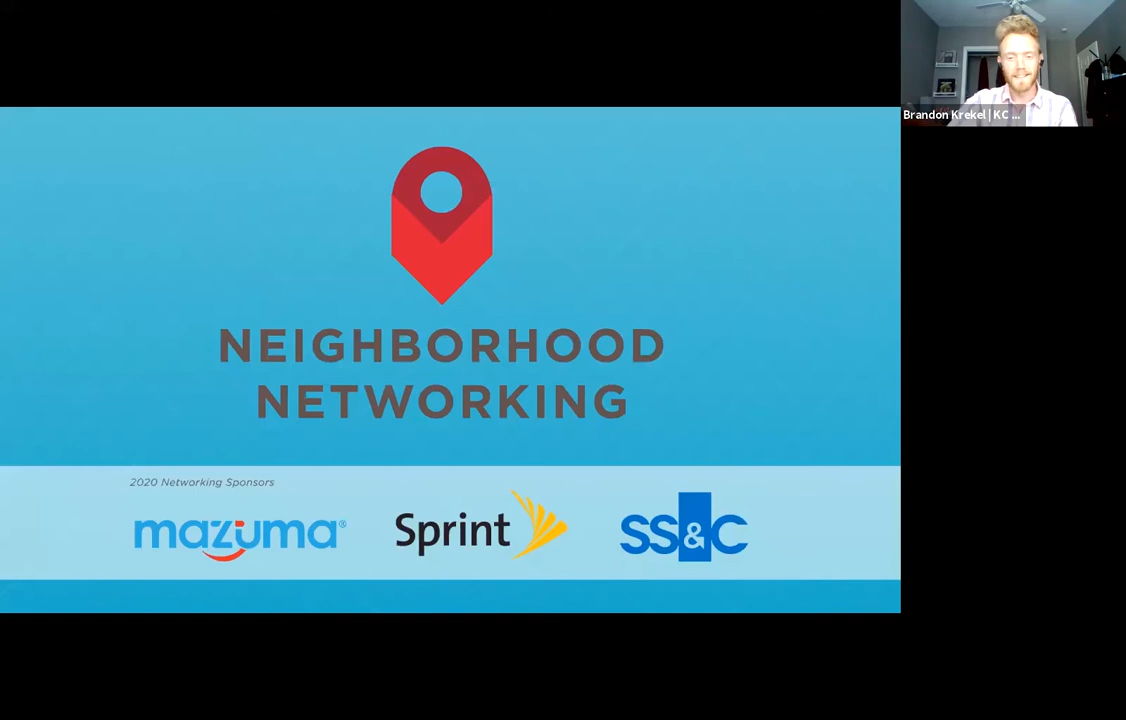 Brandon Krekel | KC ...
NEIGHBORHOOD
NETWORKING
2020 Networking Sponsors
mazuma® Sprint SS&C